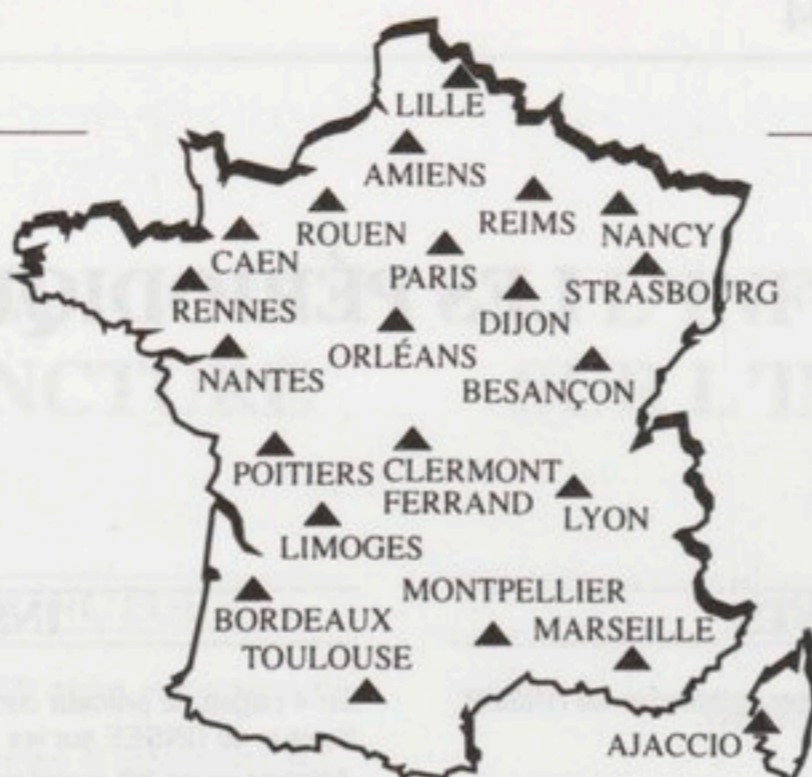 LILLE
AMIENS
ROUEN
REIMS
NANCY
CAEN
PARIS
RENNES
DIJON
STRASBOURG
ORLÉANS
NANTES
BESANÇON
POITIERS
CLERMONT
FERRAND
LYON
LIMOGES
MONTPELLIER
BORDEAUX
MARSEILLE
TOULOUSE
AJACCIO